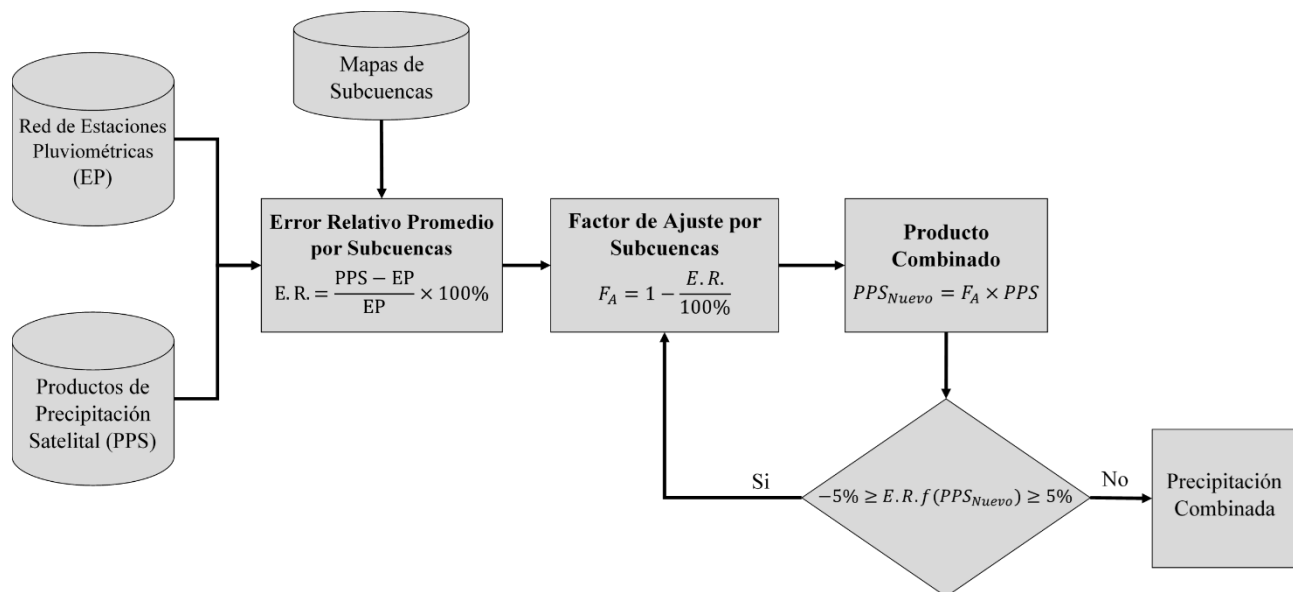 Mapas de
Subcuencas
Red de Estaciones
Pluviométricas
(EP)
Productos de
Precipitación
Satelital (PPS)
Error Relativo Promedio
por Subcuencas
E. R. = (PPS − EP) / EP × 100%
Factor de Ajuste por
Subcuencas
F_A = 1 − E. R. / 100%
Producto
Combinado
PPS_Nuevo = F_A × PPS
Si
−5% ≥ E. R. f(PPS_Nuevo) ≥ 5%
No
Precipitación
Combinada